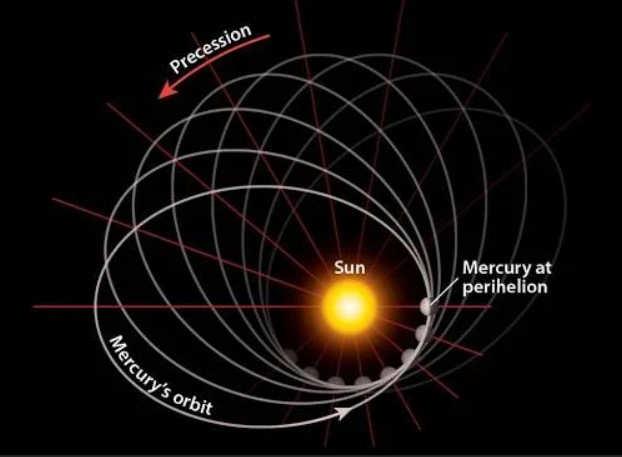 Precession
Sun
Mercury at
perihelion
Mercury's orbit